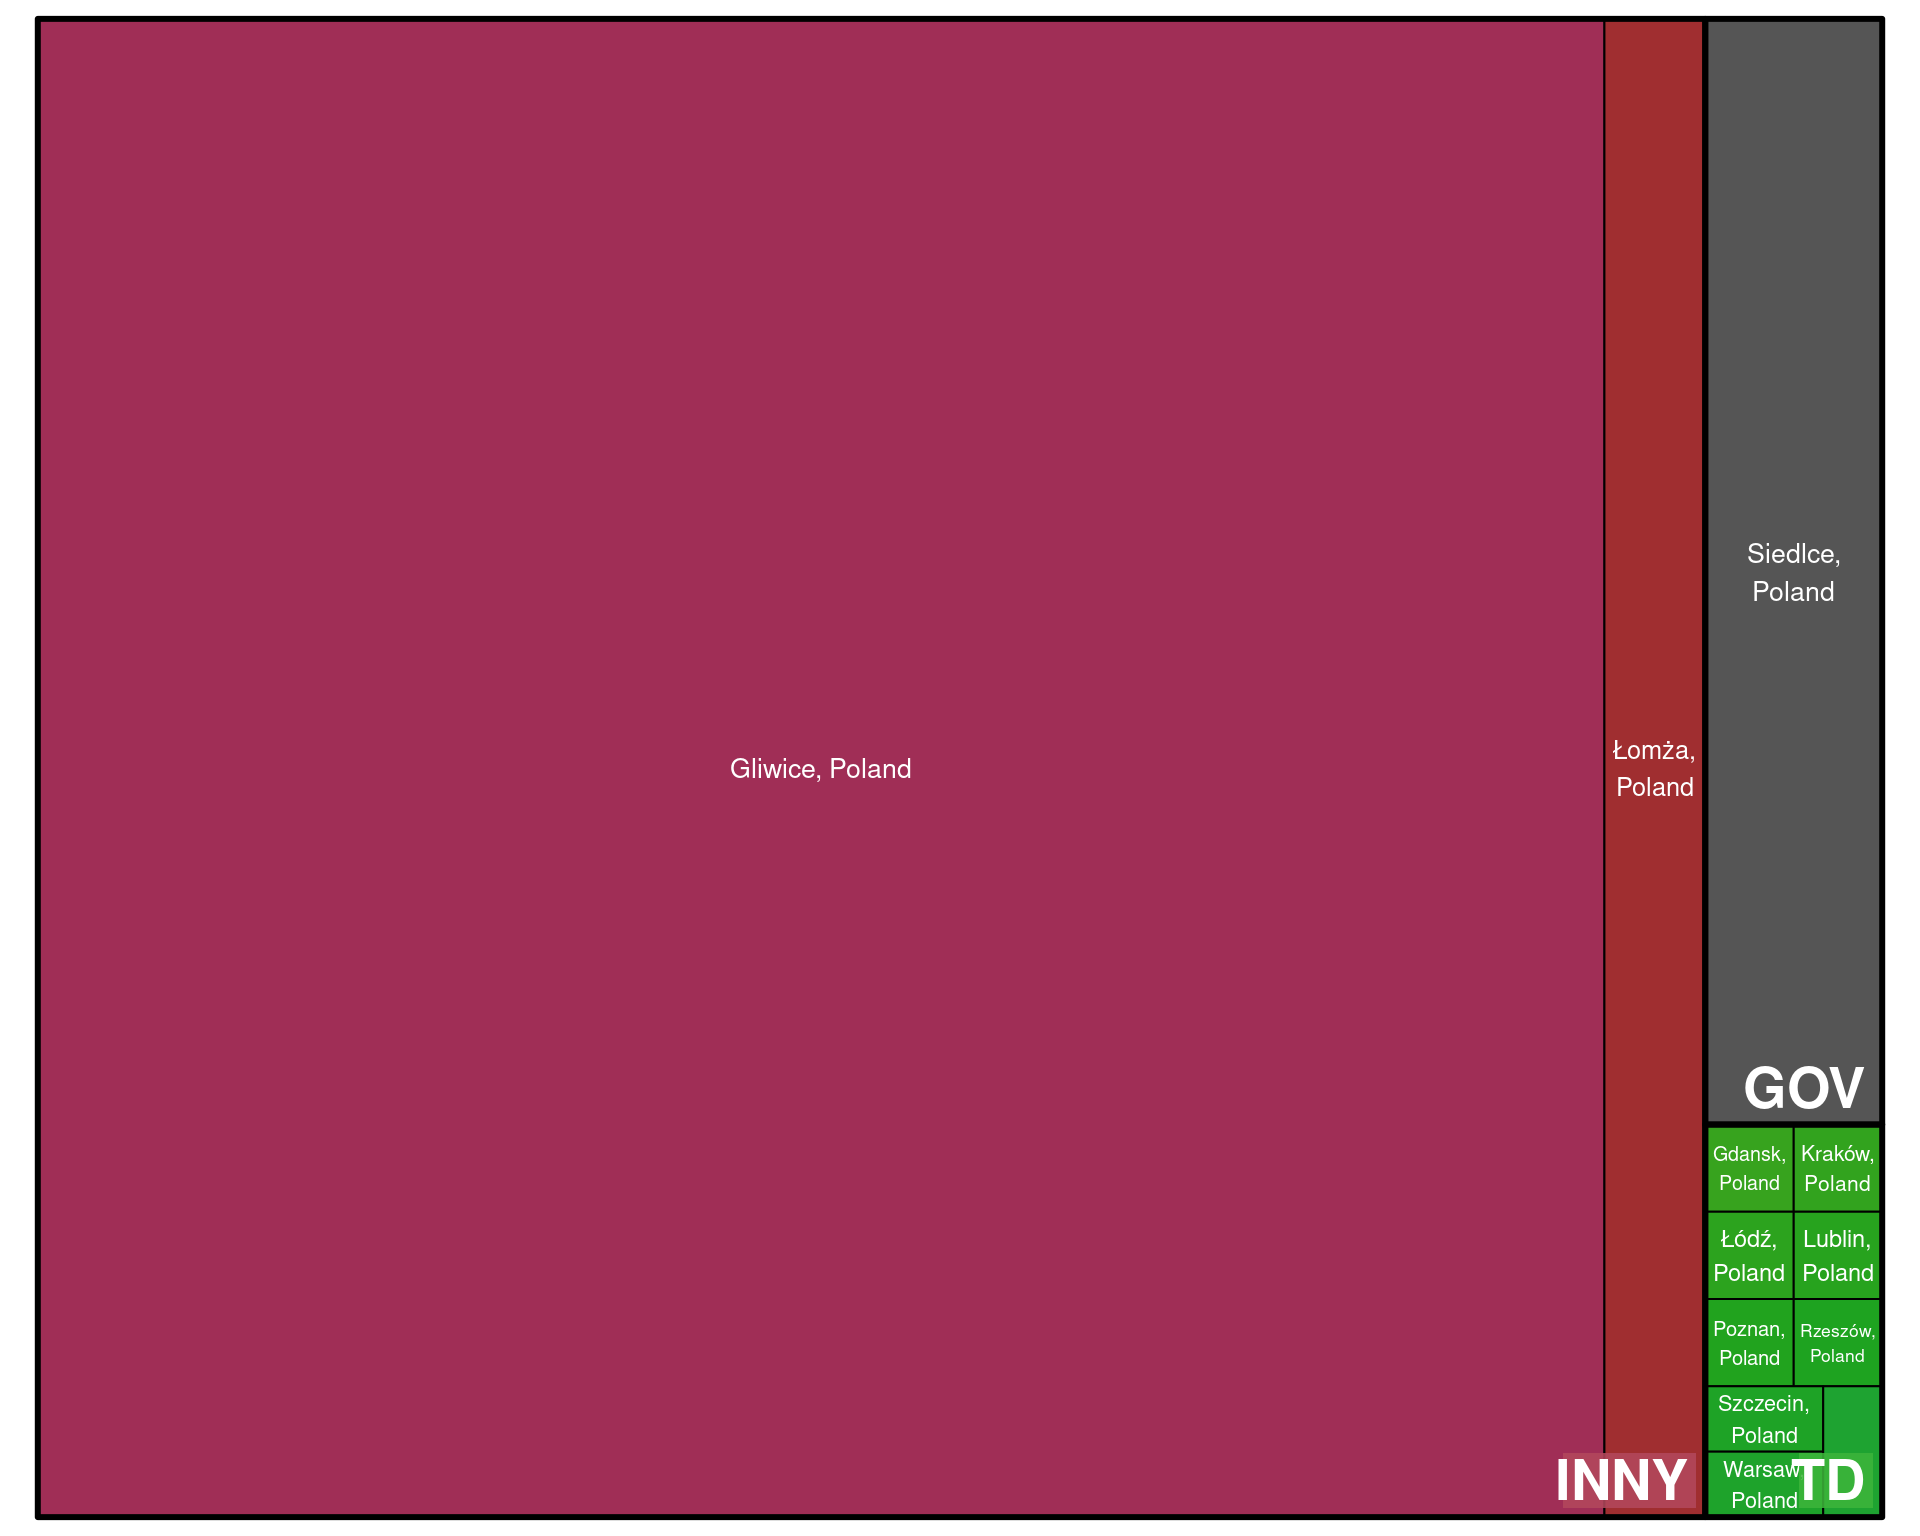 Gliwice, Poland
Łomża,
Poland
INNY
Siedlce,
Poland
GOV
Gdansk,
Poland
Kraków,
Poland
Łódź,
Poland
Lublin,
Poland
Poznan,
Poland
Rzeszów,
Poland
Szczecin,
Poland
Warsaw
Poland
TD